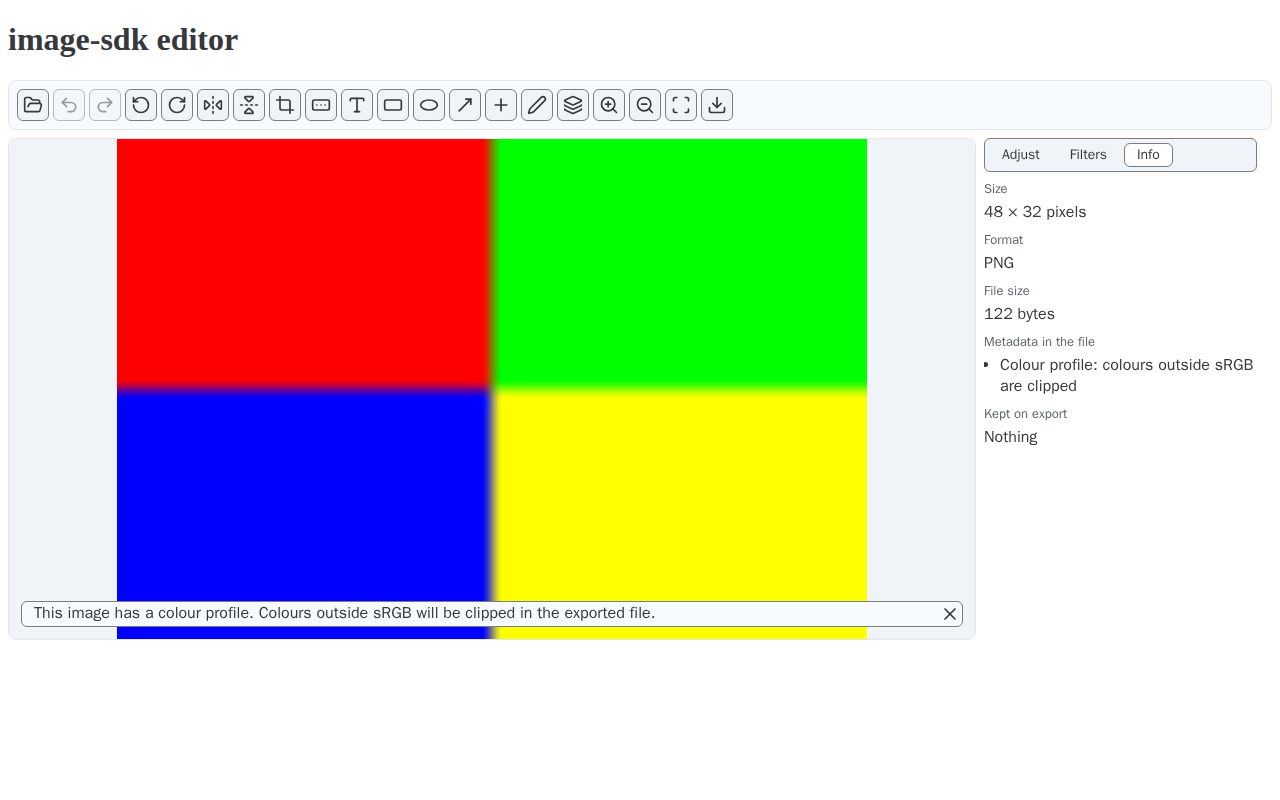 image-sdk editor
Adjust Filters Info
Size
48 × 32 pixels
Format
PNG
File size
122 bytes
Metadata in the file
• Colour profile: colours outside sRGB
are clipped
Kept on export
Nothing
This image has a colour profile. Colours outside sRGB will be clipped in the exported file.